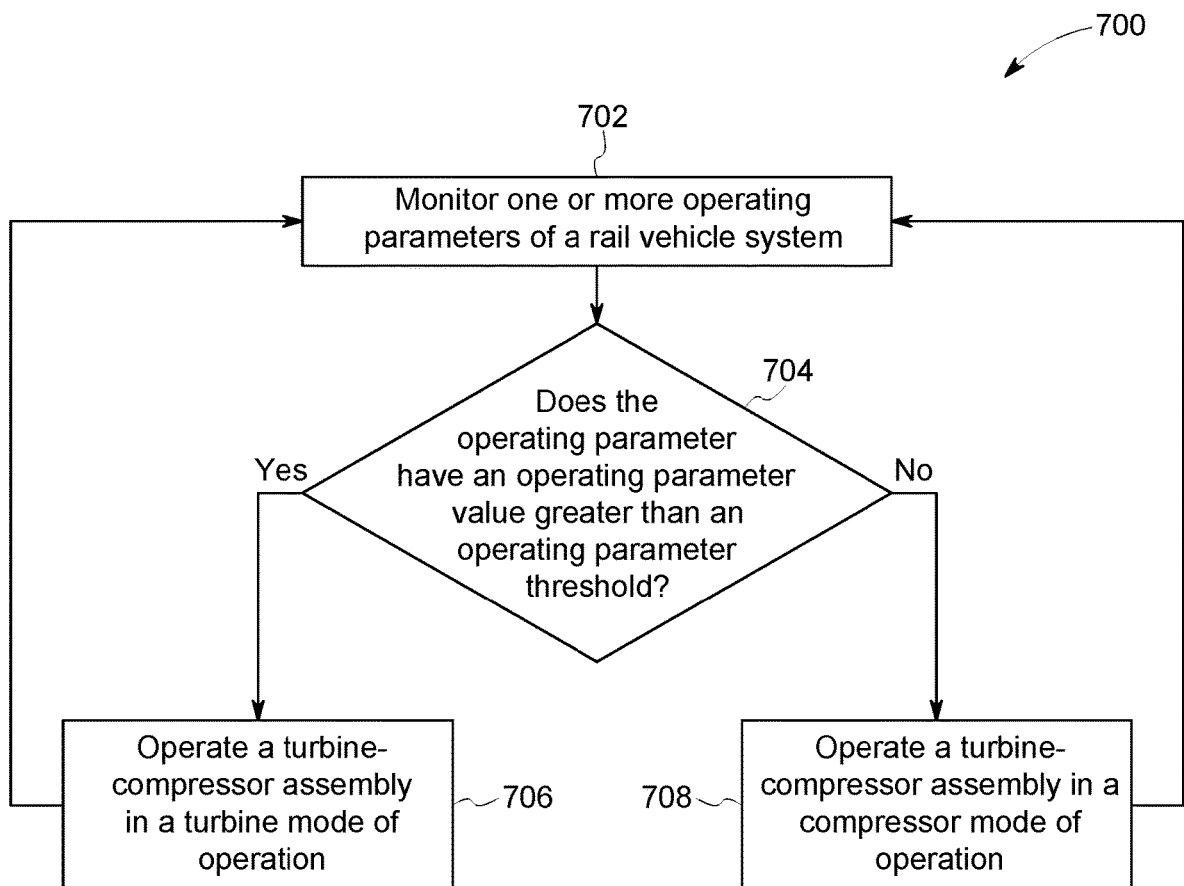 700
702
Monitor one or more operating
parameters of a rail vehicle system
704
Does the
operating parameter
have an operating parameter
value greater than an
operating parameter
threshold?
Yes
No
Operate a turbine-
compressor assembly
in a turbine mode of
operation
706
708
Operate a turbine-
compressor assembly in a
compressor mode of
operation